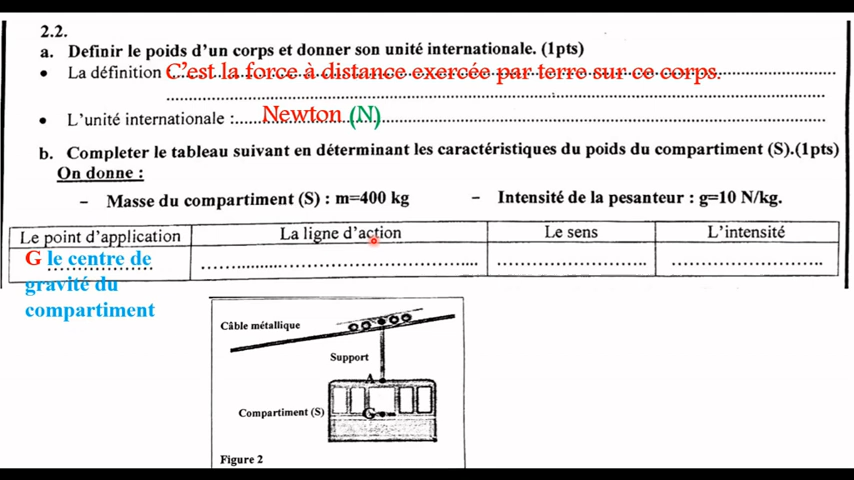 2.2.
a. Definir le poids d'un corps et donner son unité internationale. (1pts)
• La définition C'est la force à distance exercée par terre sur ce corps.
• L'unité internationale :..... Newton (N)
b. Completer le tableau suivant en déterminant les caractéristiques du poids du compartiment (S).(1pts)
On donne :
- Masse du compartiment (S) : m=400 kg - Intensité de la pesanteur : g=10 N/kg.
Le point d'application La ligne d'action Le sens L'intensité
G le centre de
gravité du
compartiment
Câble métallique
Support
A
Compartiment (S) G
Figure 2